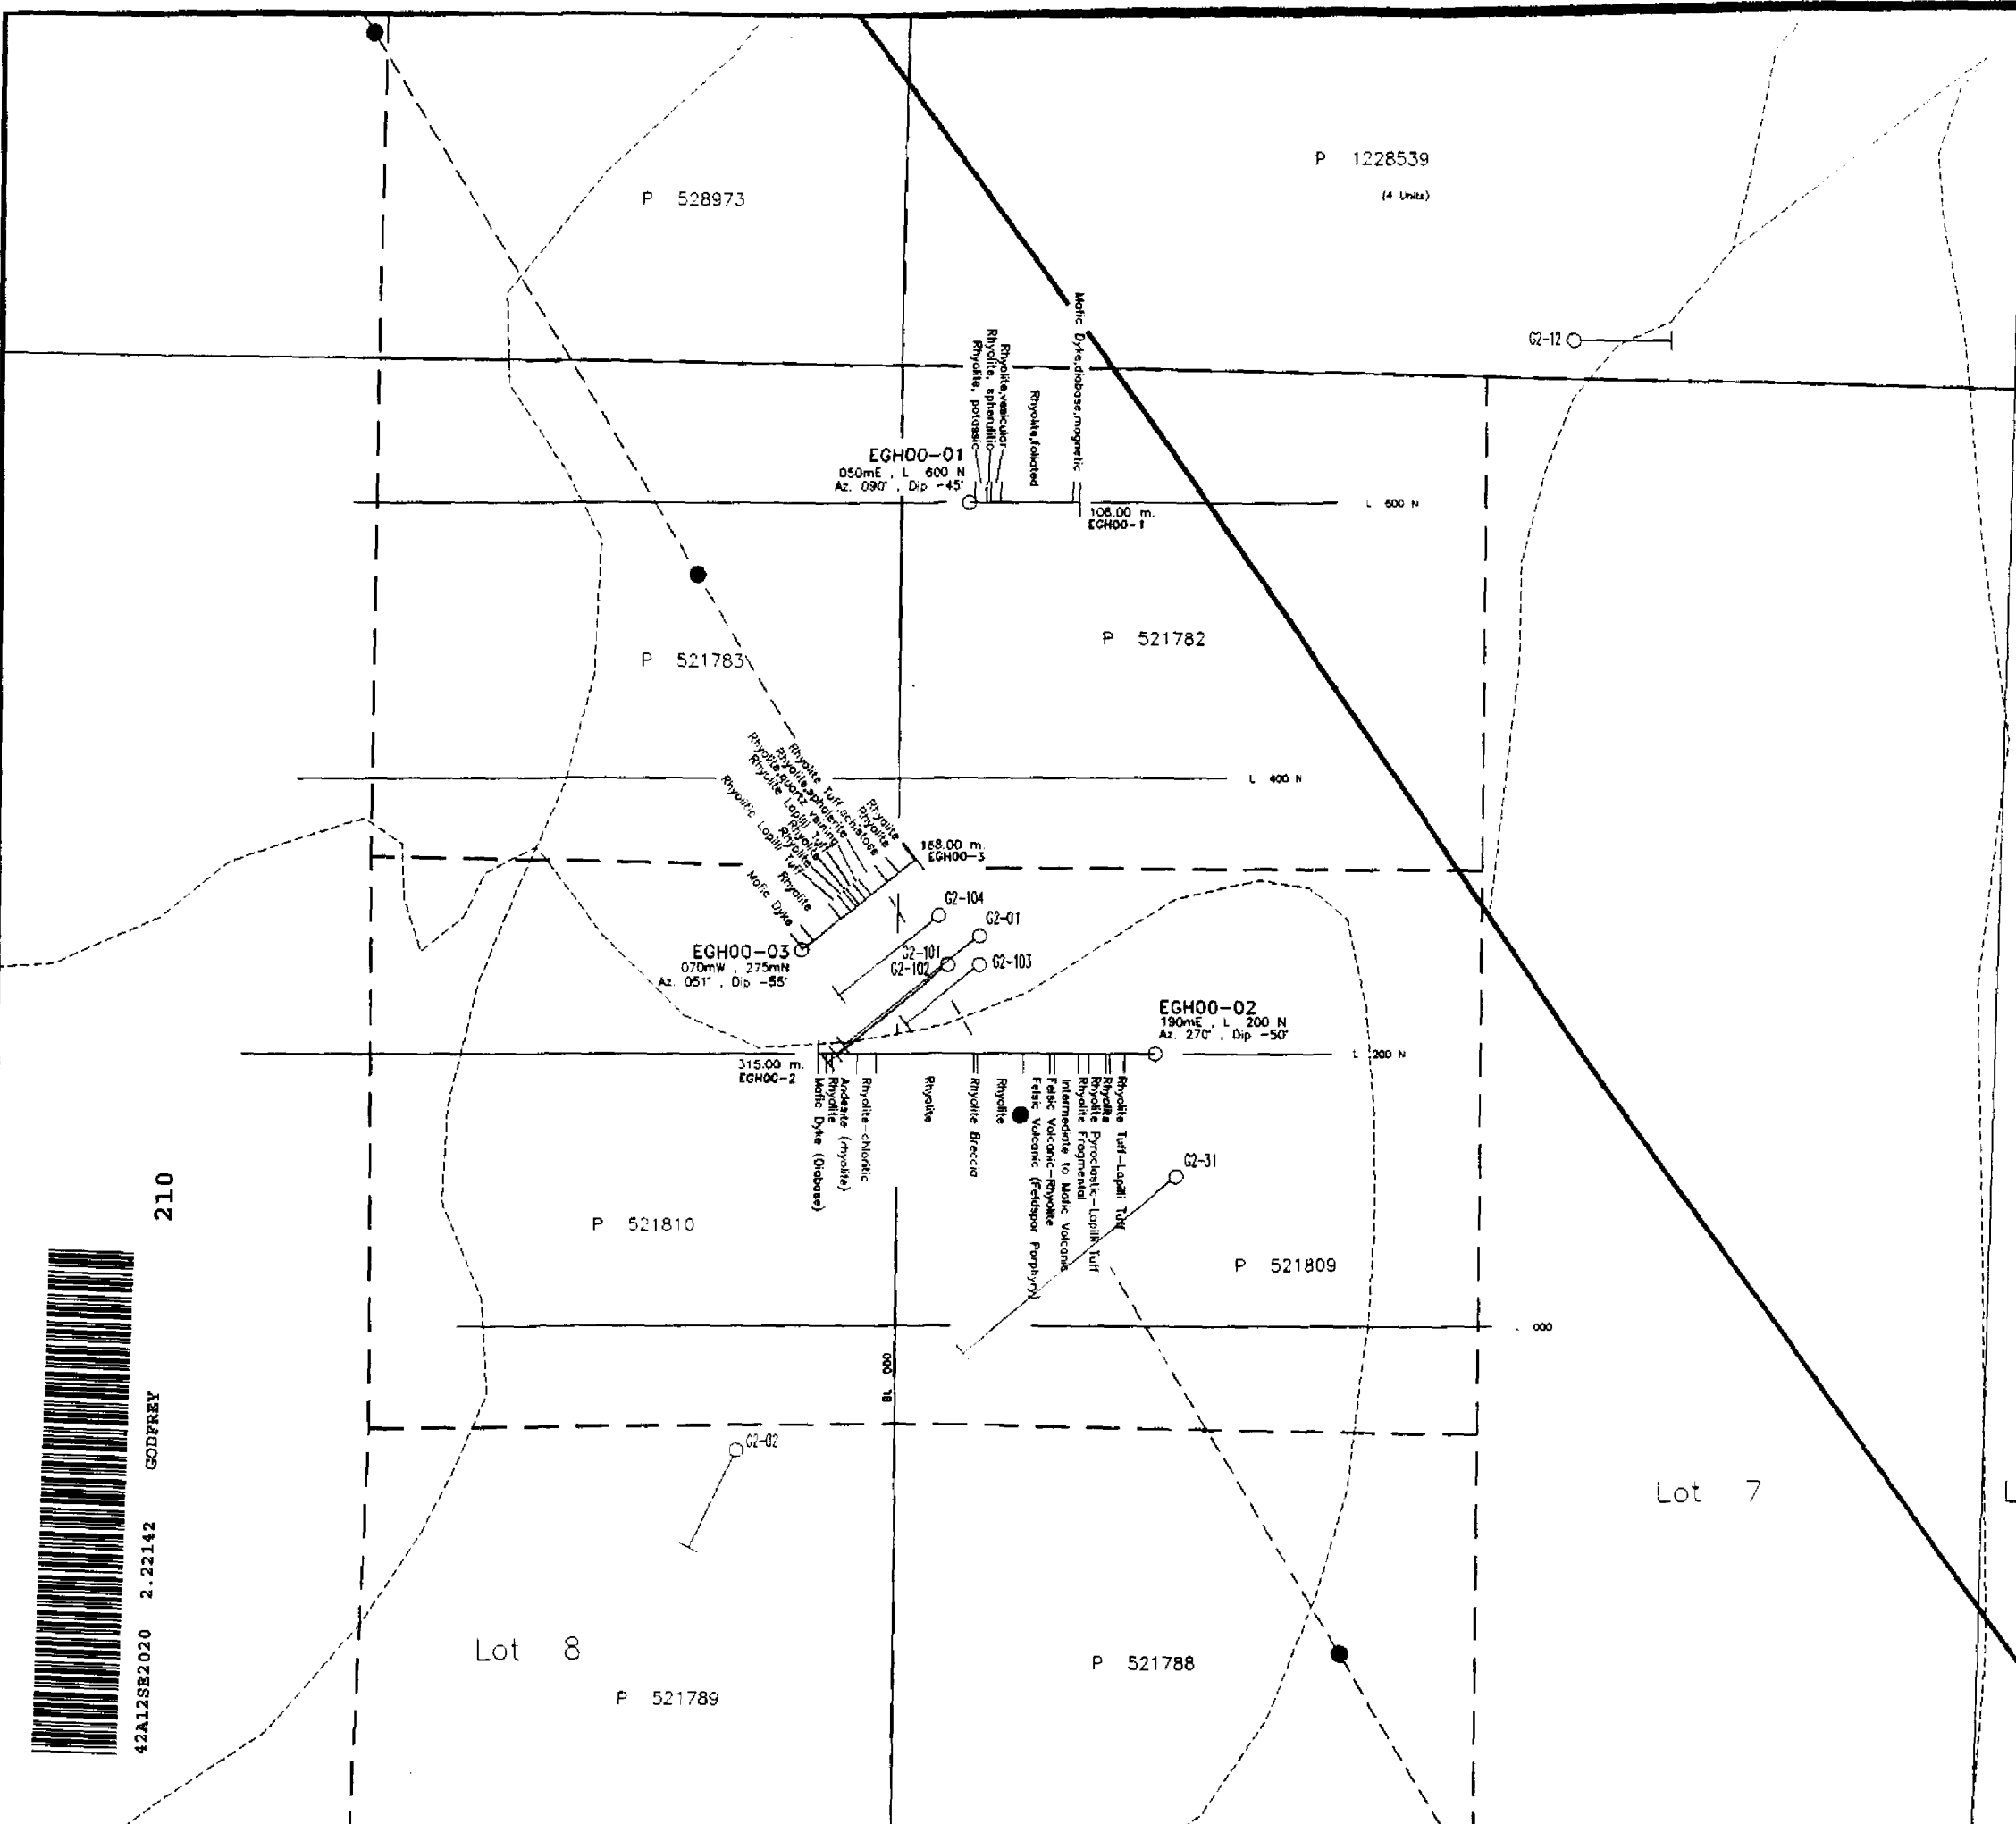 P 1228539
(4 Units)
P 528973
G2-12
Mafic Dyke,diabase,magnetic
Rhyolite,foliated
Rhyolite,vesicular
Rhyolite, spherulitic
Rhyolite, potassic
EGH00-01
050mE , L 600 N
Az. 090° , Dip -45°
L 600 N
108.00 m.
EGH00-1
P 521782
P 521783
L 400 N
Rhyolite
Rhyolite
Rhyolite Tuff,schistose
Rhyolite,sphalerite
Rhyolite,quartz veining
Rhyolite Lapilli Tuff
Rhyolite
Rhyolite
Rhyolitic Lapilli Tuff
Rhyolite
Mafic Dyke
168.00 m.
EGH00-3
G2-104
G2-01
G2-101
G2-102
G2-103
EGH00-03
070mW , 275mN
Az. 051° , Dip -55°
EGH00-02
190mE , L 200 N
Az. 270° , Dip -50°
L 200 N
315.00 m.
EGH00-2
Rhyolite Tuff-Lapilli Tuff
Rhyolite
Rhyolite Pyroclastic-Lapilli Tuff
Rhyolite Fragmental
Intermediate to Mafic Volcanic
Felsic Volcanic-Rhyolite
Felsic Volcanic (Feldspar Porphyry)
Rhyolite
Rhyolite Breccia
Rhyolite
Rhyolite-chloritic
Andesite (rhyolite)
Rhyolite
Mafic Dyke (Diabase)
G2-31
P 521810
P 521809
L 000
000 BL
G2-02
Lot 7
L
Lot 8
P 521788
P 521789
210
42A12SE2020 2.22142 GODFREY